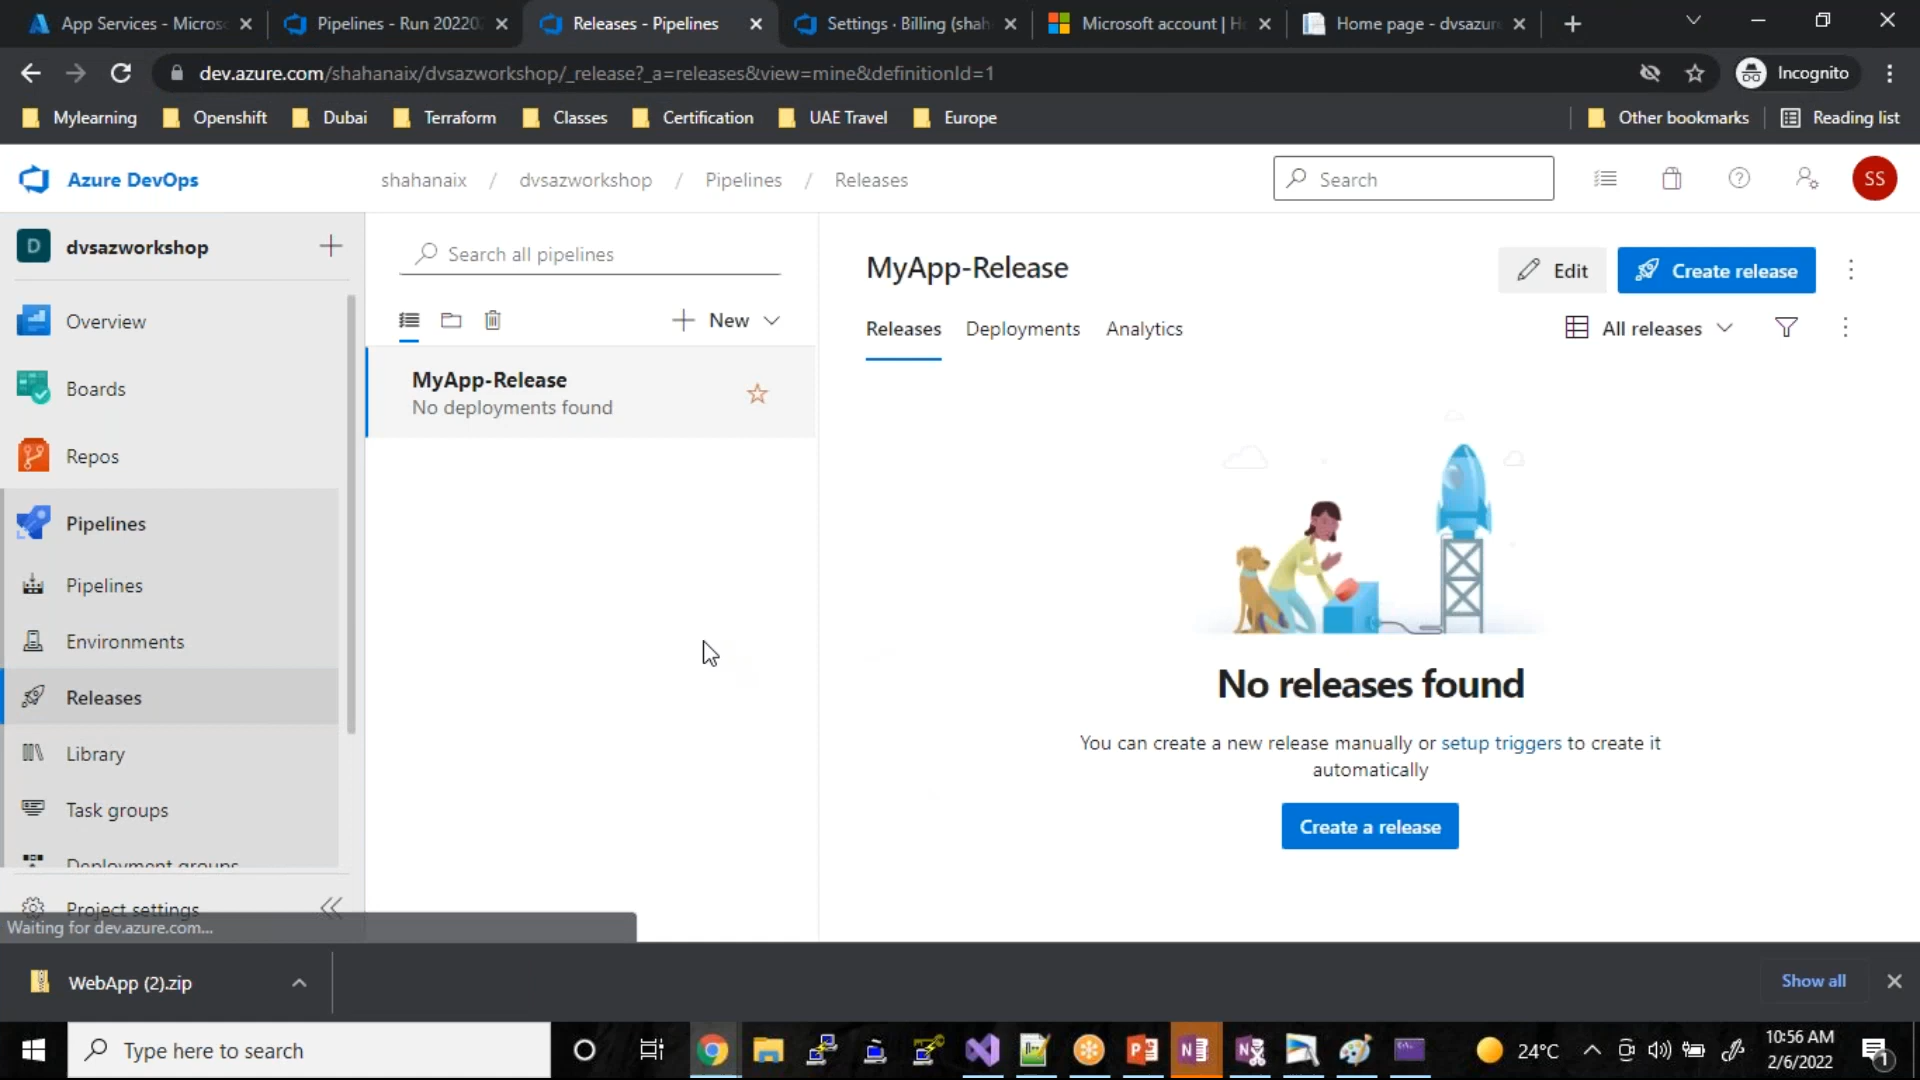 App Services - Micros
Pipelines - Run 20220
Releases - Pipelines
Settings · Billing (shah
Microsoft account | H
Home page - dvsazure
dev.azure.com/shahanaix/dvsazworkshop/_release?_a=releases&view=mine&definitionId=1
Incognito
Mylearning
Openshift
Dubai
Terraform
Classes
Certification
UAE Travel
Europe
Other bookmarks
Reading list
Azure DevOps
shahanaix / dvsazworkshop / Pipelines / Releases
Search
SS
D
dvsazworkshop
Overview
Boards
Repos
Pipelines
Pipelines
Environments
Releases
Library
Task groups
Deployment groups
Project settings
Waiting for dev.azure.com...
Search all pipelines
New
MyApp-Release
No deployments found
MyApp-Release
Edit
Create release
Releases
Deployments
Analytics
All releases
No releases found
You can create a new release manually or setup triggers to create it
automatically
Create a release
WebApp (2).zip
Show all
Type here to search
24°C
10:56 AM
2/6/2022
1